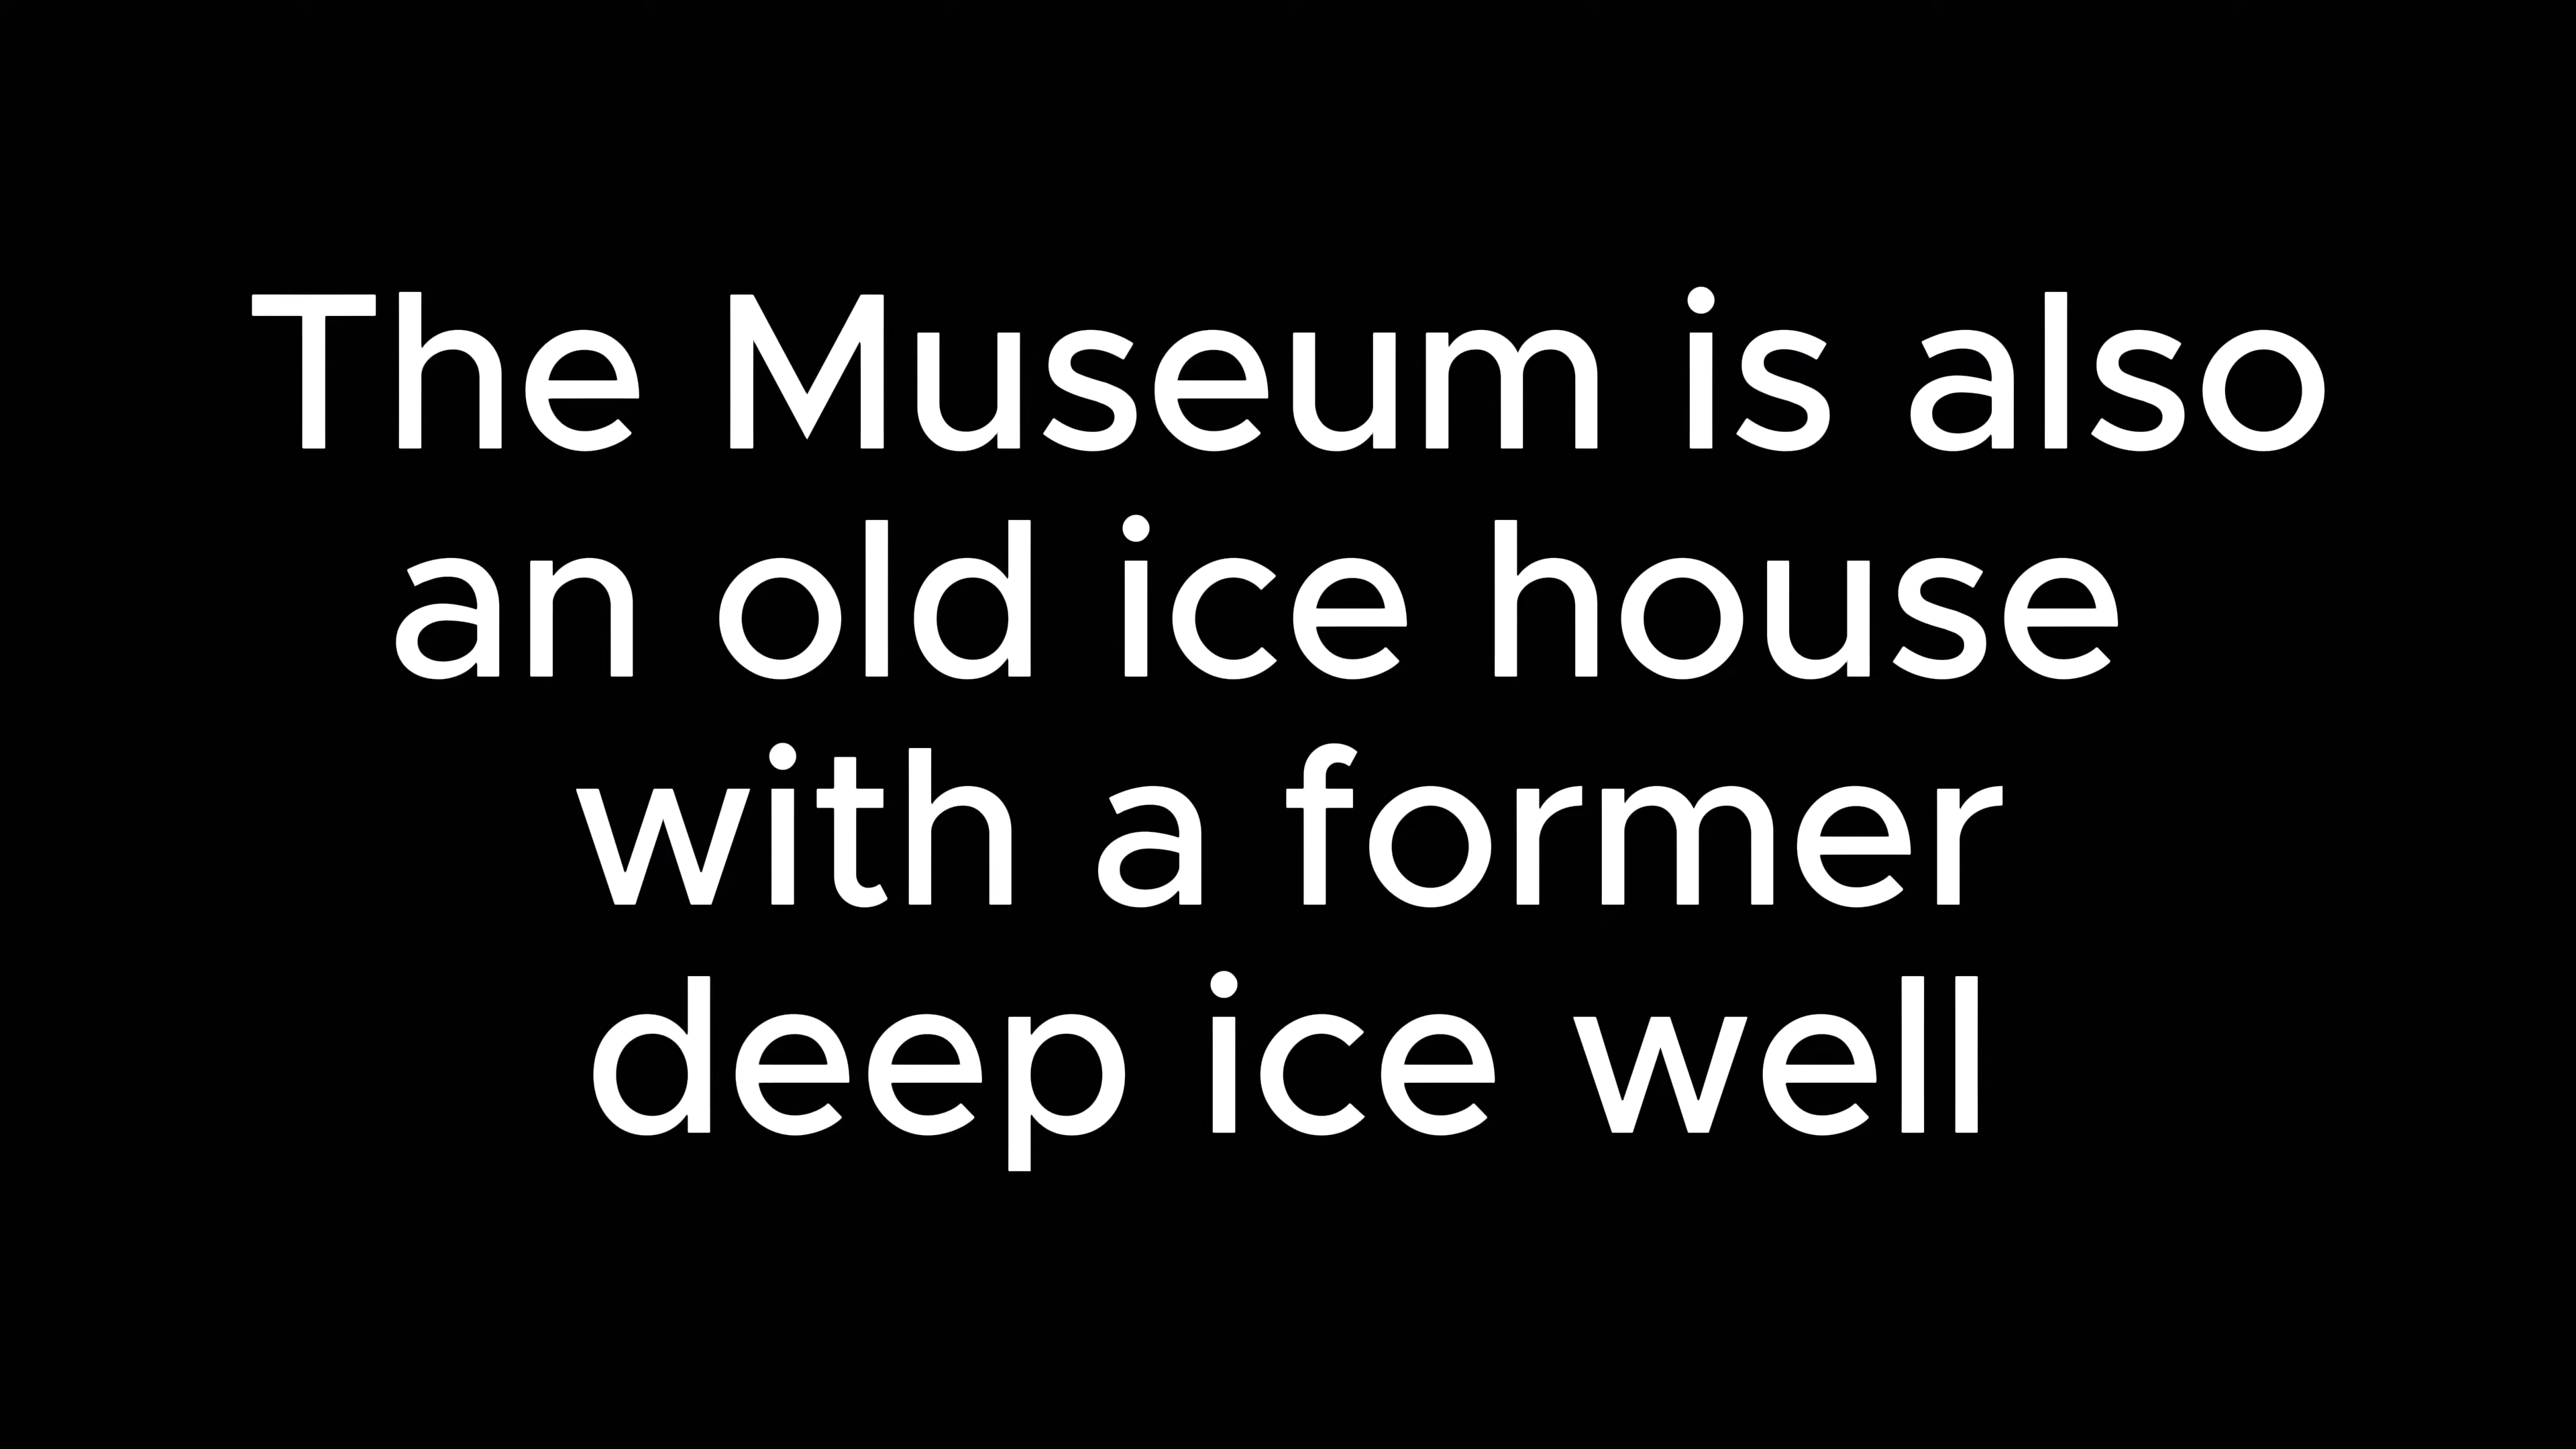 The Museum is also
an old ice house
with a former
deep ice well